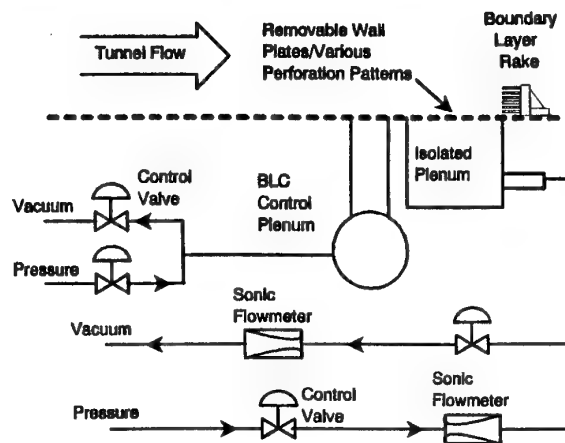 Tunnel Flow
Removable Wall
Plates/Various
Perforation Patterns
Boundary
Layer
Rake
Isolated
Plenum
BLC
Control
Plenum
Control
Valve
Vacuum
Pressure
Sonic
Flowmeter
Vacuum
Control
Valve
Sonic
Flowmeter
Pressure